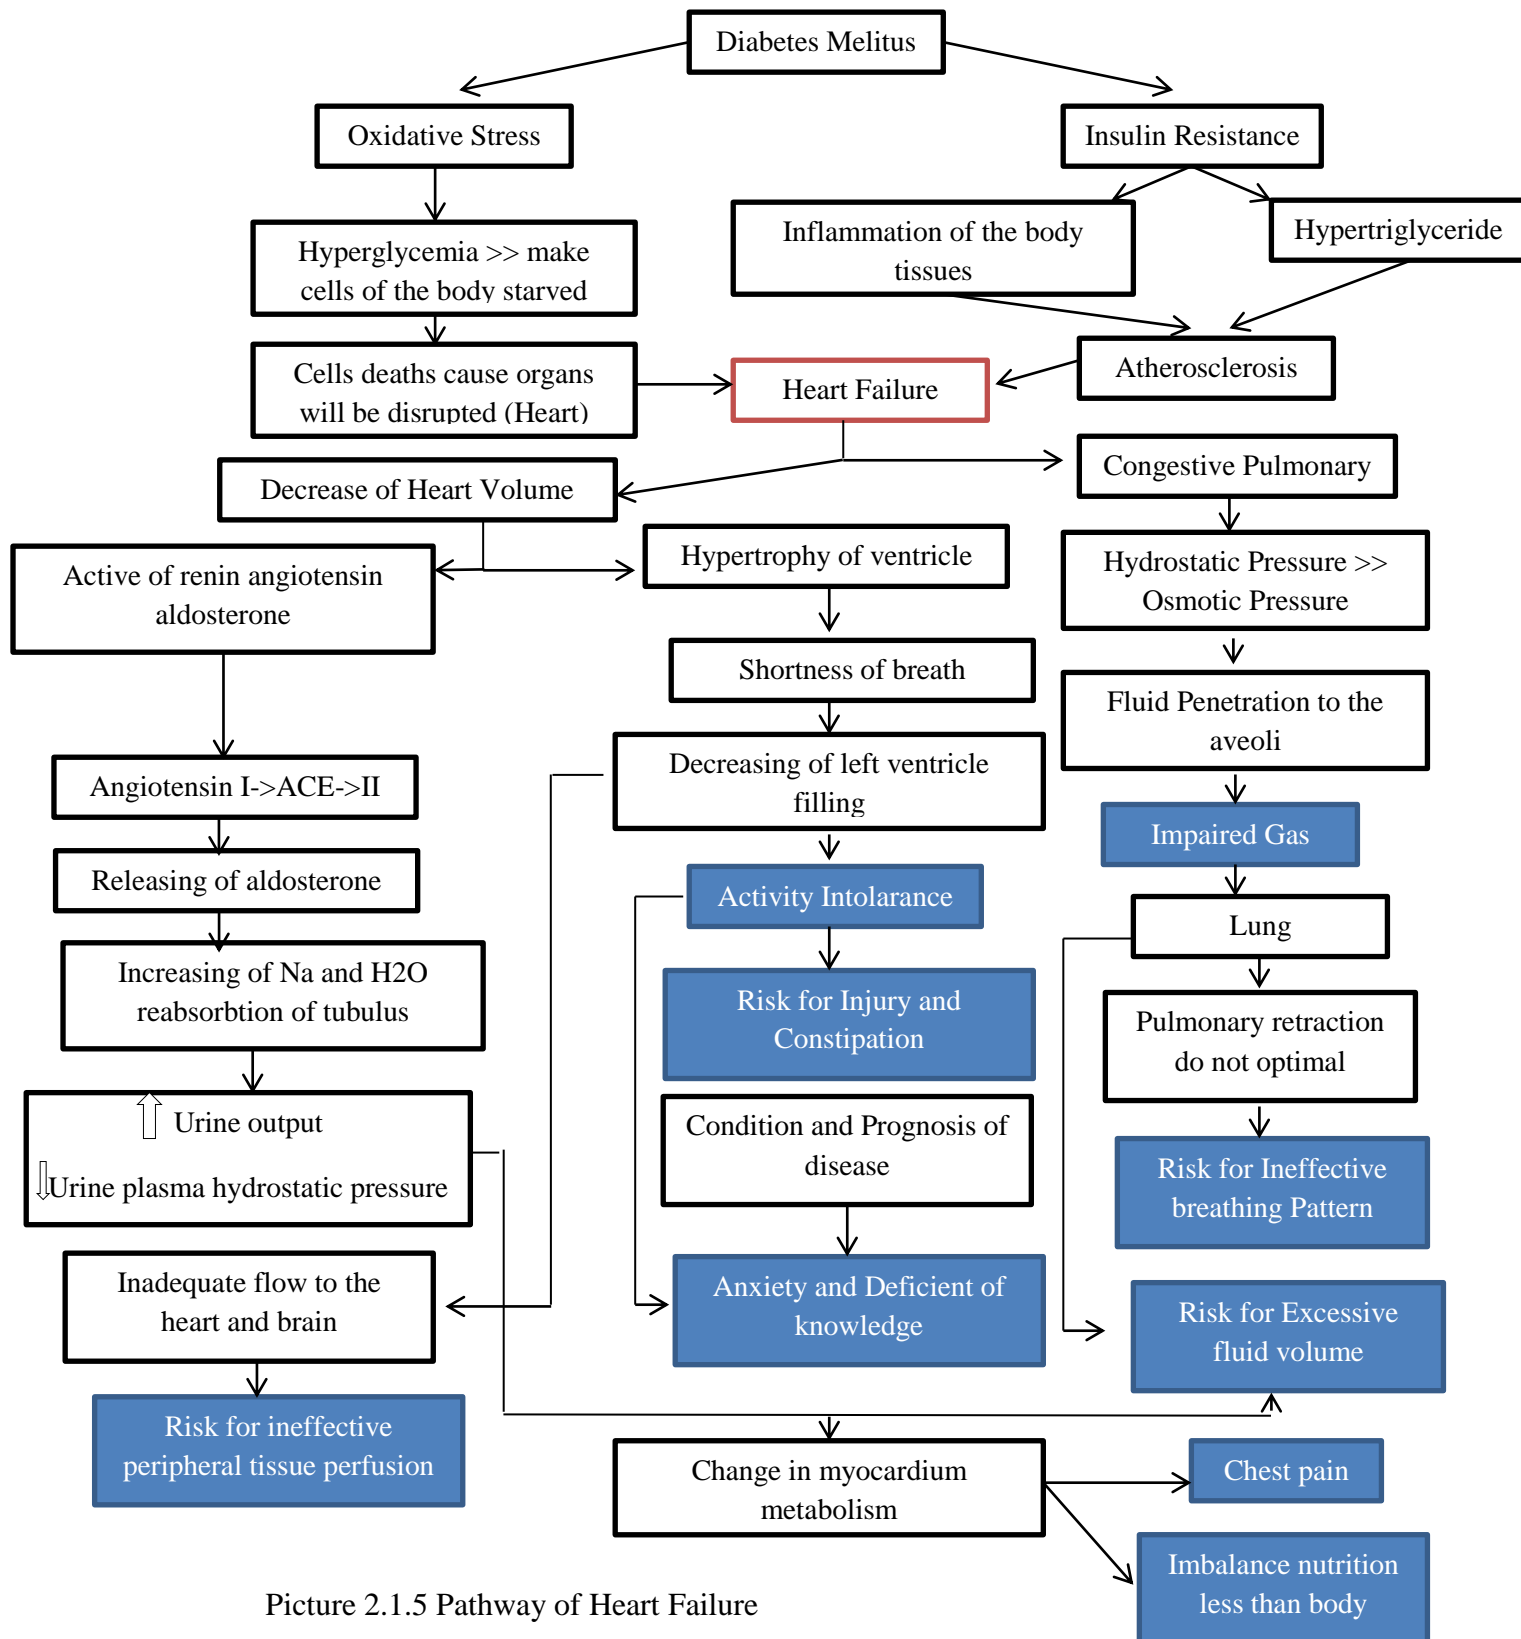 Diabetes Melitus
Oxidative Stress
Insulin Resistance
Hyperglycemia >> make
cells of the body starved
Inflammation of the body
tissues
Hypertriglyceride
Cells deaths cause organs
will be disrupted (Heart)
Heart Failure
Atherosclerosis
Decrease of Heart Volume
Congestive Pulmonary
Active of renin angiotensin
aldosterone
Hypertrophy of ventricle
Hydrostatic Pressure >>
Osmotic Pressure
Shortness of breath
Fluid Penetration to the
aveoli
Angiotensin I->ACE->II
Decreasing of left ventricle
filling
Impaired Gas
Releasing of aldosterone
Activity Intolarance
Lung
Increasing of Na and H2O
reabsorbtion of tubulus
Risk for Injury and
Constipation
Pulmonary retraction
do not optimal
Urine output
Urine plasma hydrostatic pressure
Condition and Prognosis of
disease
Risk for Ineffective
breathing Pattern
Inadequate flow to the
heart and brain
Anxiety and Deficient of
knowledge
Risk for Excessive
fluid volume
Risk for ineffective
peripheral tissue perfusion
Change in myocardium
metabolism
Chest pain
Imbalance nutrition
less than body
Picture 2.1.5 Pathway of Heart Failure